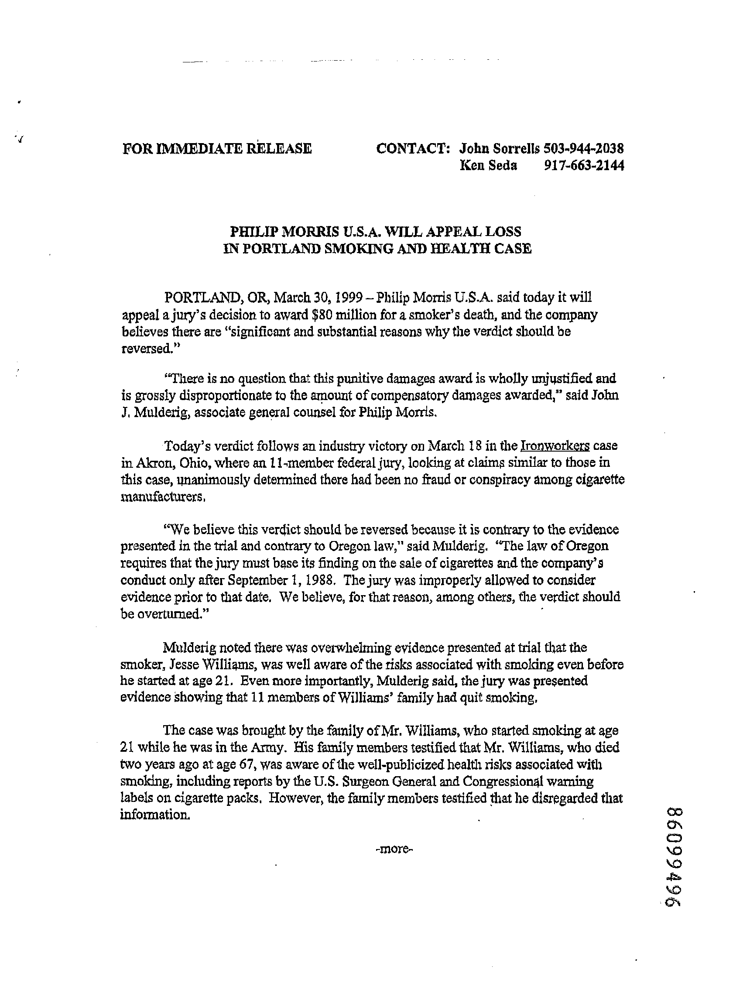 FOR IMMEDIATE RELEASE CONTACT: John Sorrells 503-944-2038
Ken Seda 917-663-2144
PHILIP MORRIS U.S.A. WILL APPEAL LOSS
IN PORTLAND SMOKING AND HEALTH CASE
PORTLAND, OR, March 30, 1999 – Philip Morris U.S.A. said today it will
appeal a jury's decision to award $80 million for a smoker's death, and the company
believes there are "significant and substantial reasons why the verdict should be
reversed."
"There is no question that this punitive damages award is wholly unjustified and
is grossly disproportionate to the amount of compensatory damages awarded," said John
J. Mulderig, associate general counsel for Philip Morris.
Today's verdict follows an industry victory on March 18 in the Ironworkers case
in Akron, Ohio, where an 11-member federal jury, looking at claims similar to those in
this case, unanimously determined there had been no fraud or conspiracy among cigarette
manufacturers.
"We believe this verdict should be reversed because it is contrary to the evidence
presented in the trial and contrary to Oregon law," said Mulderig. "The law of Oregon
requires that the jury must base its finding on the sale of cigarettes and the company's
conduct only after September 1, 1988. The jury was improperly allowed to consider
evidence prior to that date. We believe, for that reason, among others, the verdict should
be overturned."
Mulderig noted there was overwhelming evidence presented at trial that the
smoker, Jesse Williams, was well aware of the risks associated with smoking even before
he started at age 21. Even more importantly, Mulderig said, the jury was presented
evidence showing that 11 members of Williams' family had quit smoking.
The case was brought by the family of Mr. Williams, who started smoking at age
21 while he was in the Army. His family members testified that Mr. Williams, who died
two years ago at age 67, was aware of the well-publicized health risks associated with
smoking, including reports by the U.S. Surgeon General and Congressional warning
labels on cigarette packs. However, the family members testified that he disregarded that
information.
-more-
86099496